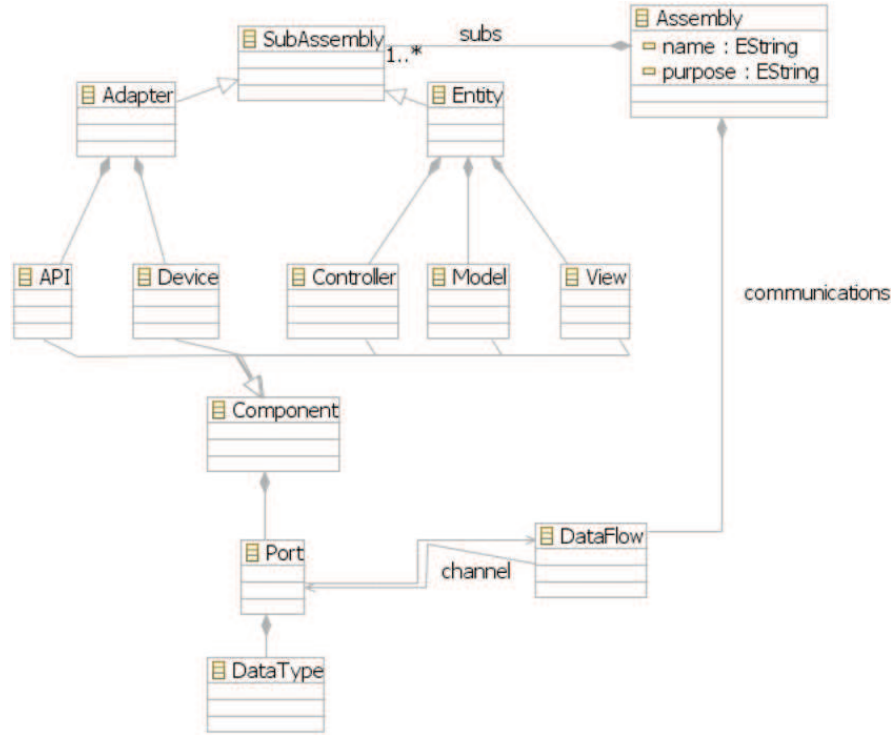 Assembly
name : EString
purpose : EString
SubAssembly
subs
1..*
Adapter
Entity
API
Device
Controller
Model
View
communications
Component
Port
DataFlow
channel
DataType